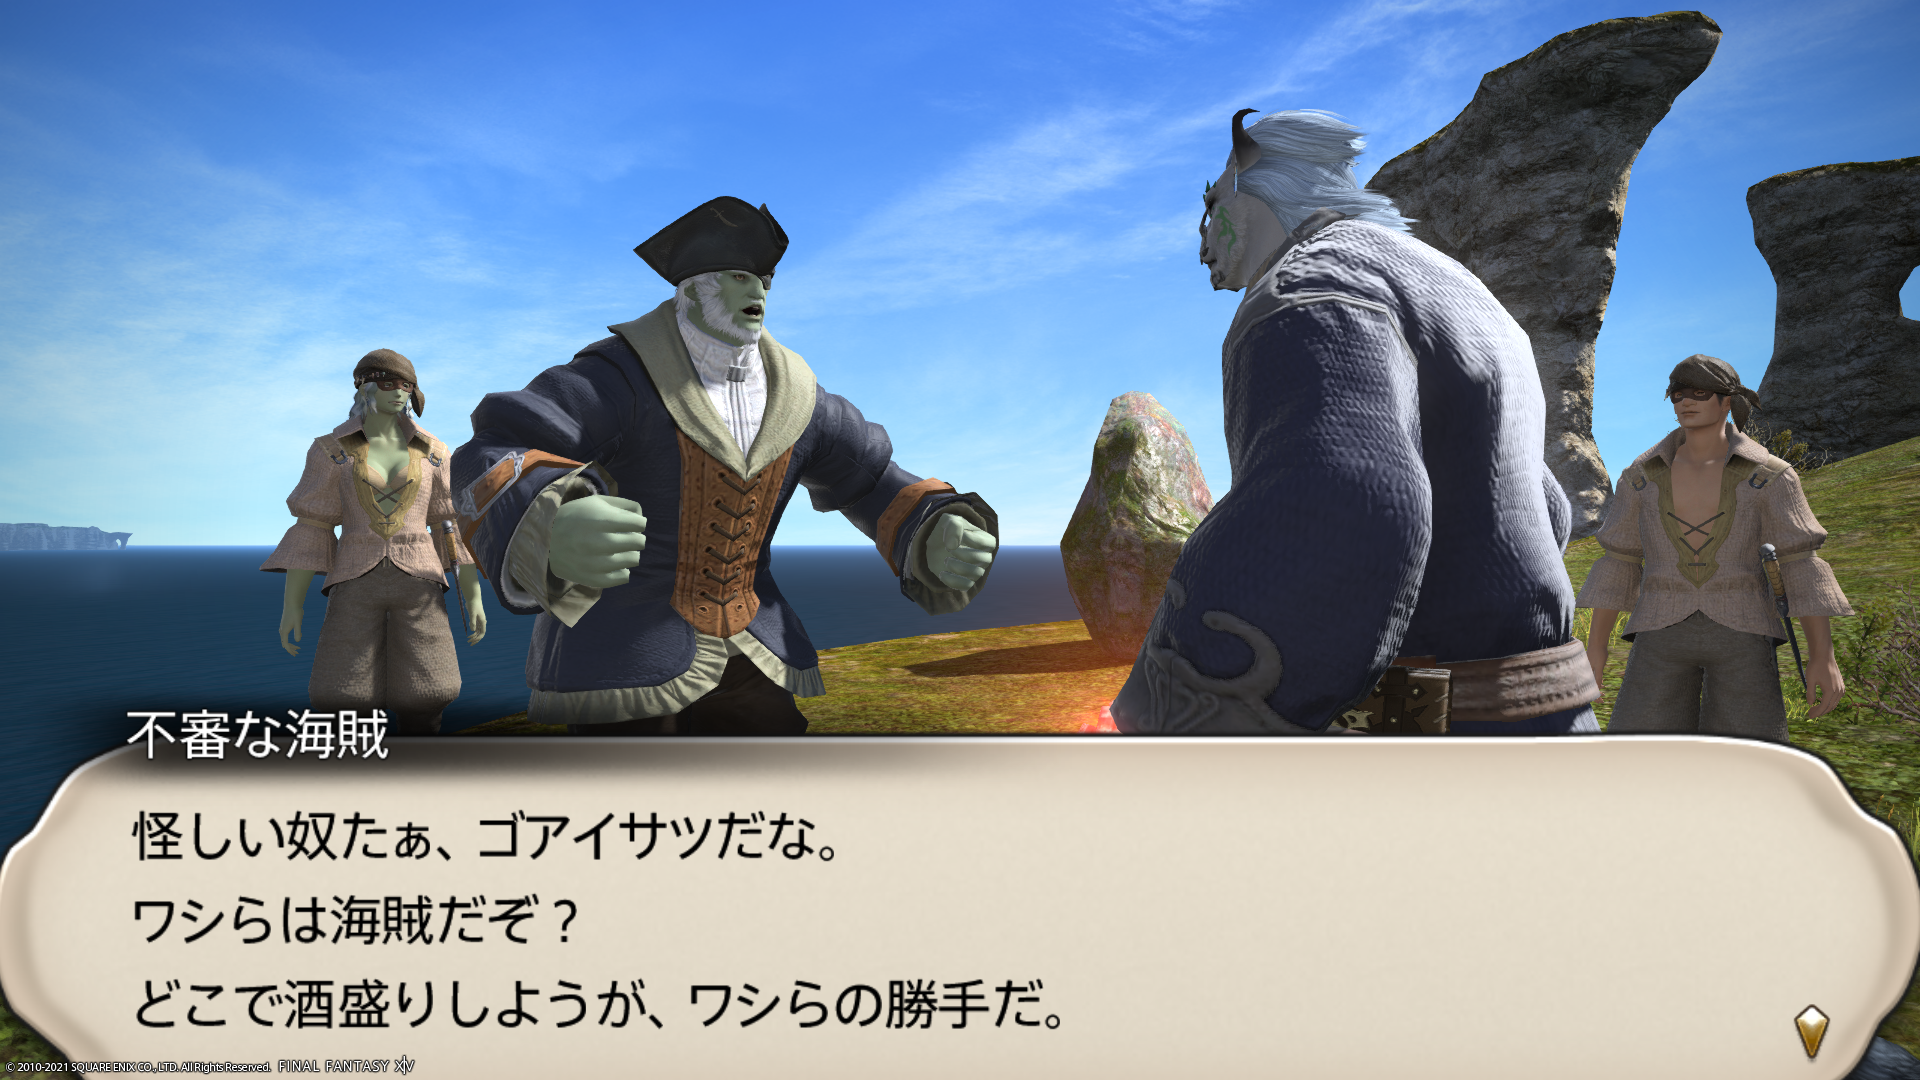 不審な海賊
怪しい奴たぁ、ゴアイサツだな。
ワシらは海賊だぞ？
どこで酒盛りしようが、ワシらの勝手だ。
© 2010-2021 SQUARE ENIX CO., LTD. All Rights Reserved. FINAL FANTASY XIV